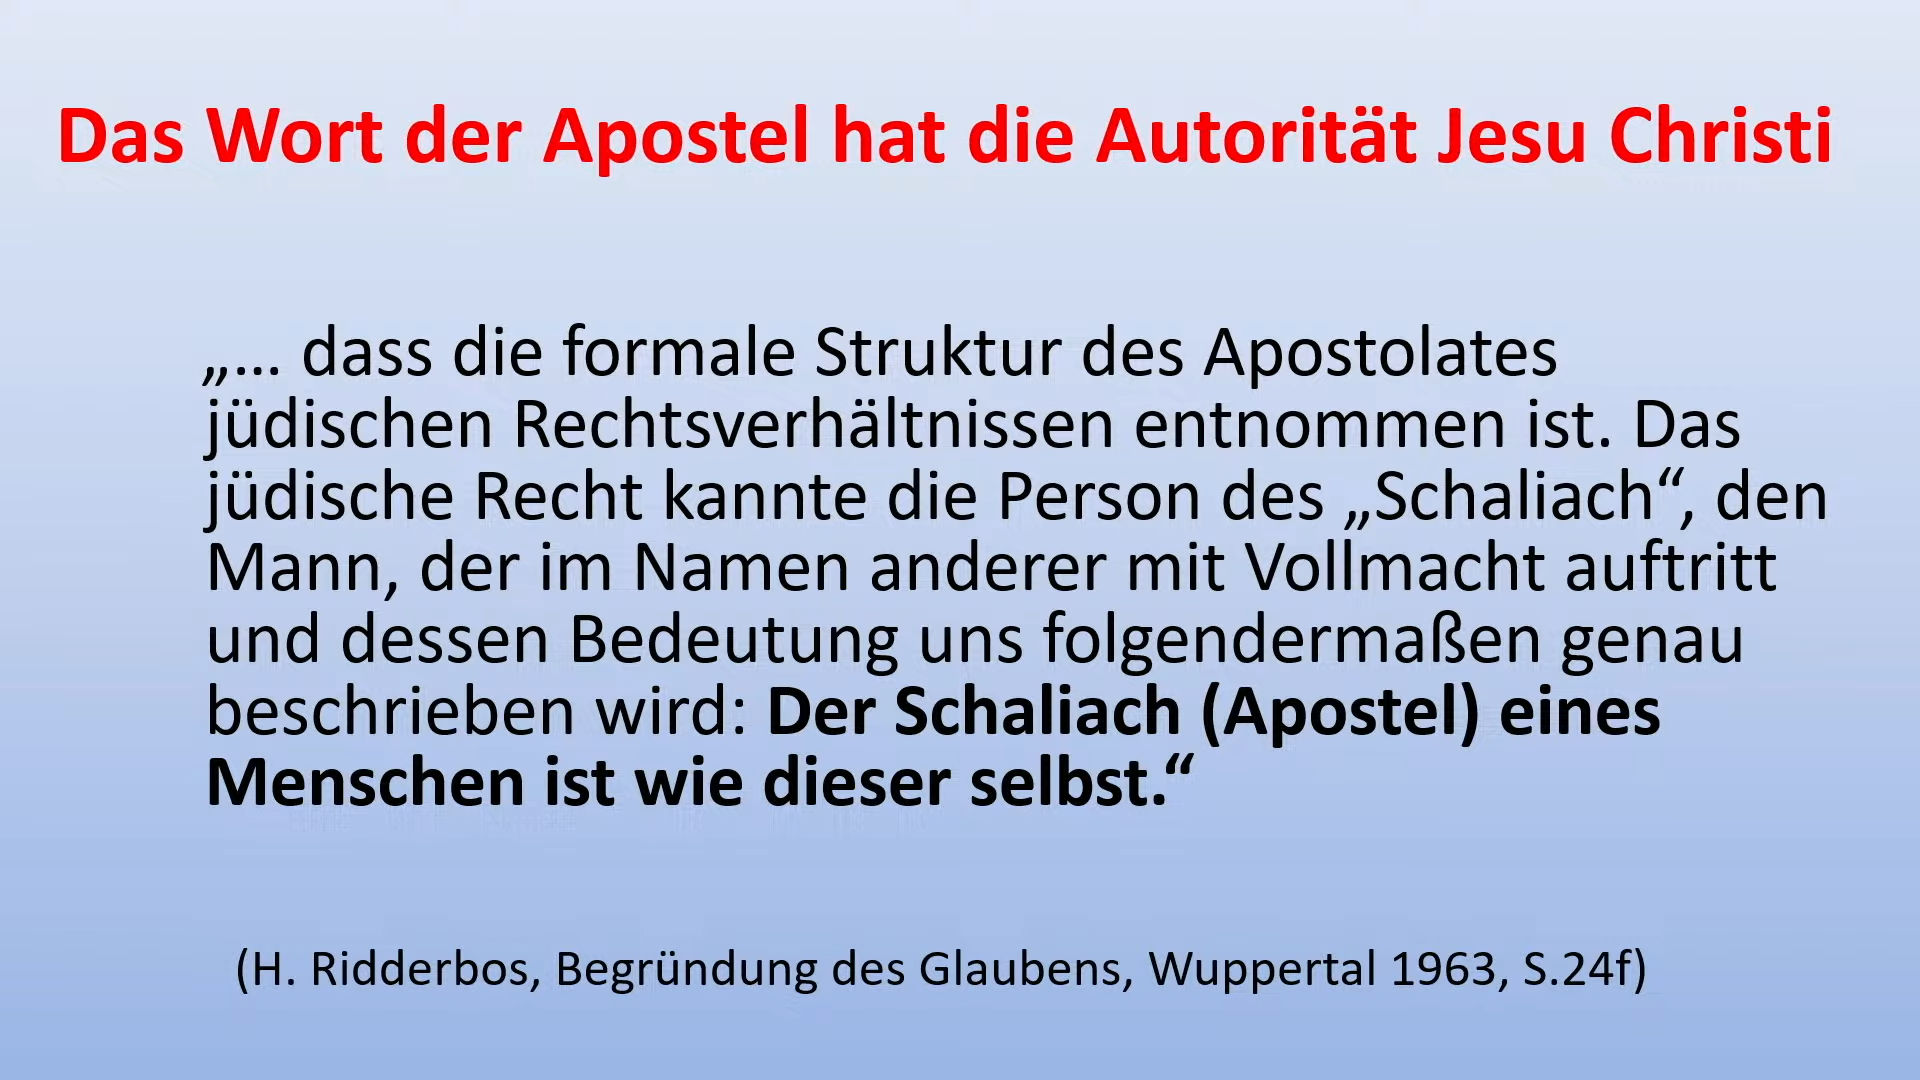 Das Wort der Apostel hat die Autorität Jesu Christi
„… dass die formale Struktur des Apostolates
jüdischen Rechtsverhältnissen entnommen ist. Das
jüdische Recht kannte die Person des „Schaliach“, den
Mann, der im Namen anderer mit Vollmacht auftritt
und dessen Bedeutung uns folgendermaßen genau
beschrieben wird: Der Schaliach (Apostel) eines
Menschen ist wie dieser selbst.“
(H. Ridderbos, Begründung des Glaubens, Wuppertal 1963, S.24f)